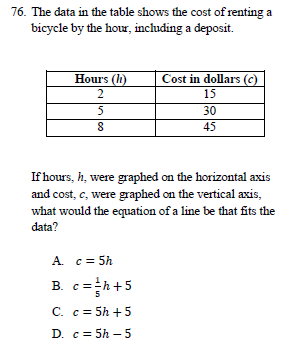 76. The data in the table shows the cost of renting a
bicycle by the hour, including a deposit.
Hours (h) Cost in dollars (c)
2 15
5 30
8 45
If hours, h, were graphed on the horizontal axis
and cost, c, were graphed on the vertical axis,
what would the equation of a line be that fits the
data?
A. c = 5h
B. c = 1/5 h + 5
C. c = 5h + 5
D. c = 5h – 5